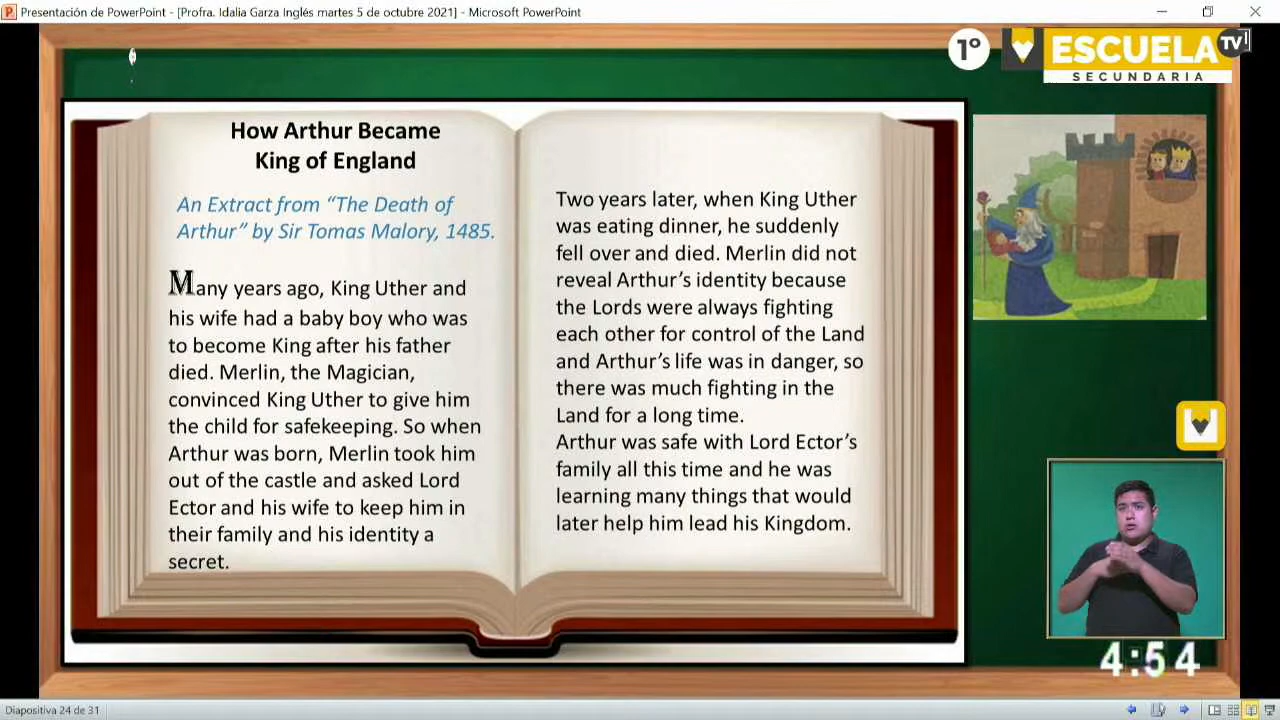 Presentación de PowerPoint - [Profra. Idalia Garza Inglés martes 5 de octubre 2021] - Microsoft PowerPoint
1°
ESCUELA
TV
SECUNDARIA
How Arthur Became
King of England
An Extract from “The Death of
Arthur” by Sir Tomas Malory, 1485.
Many years ago, King Uther and
his wife had a baby boy who was
to become King after his father
died. Merlin, the Magician,
convinced King Uther to give him
the child for safekeeping. So when
Arthur was born, Merlin took him
out of the castle and asked Lord
Ector and his wife to keep him in
their family and his identity a
secret.
Two years later, when King Uther
was eating dinner, he suddenly
fell over and died. Merlin did not
reveal Arthur’s identity because
the Lords were always fighting
each other for control of the Land
and Arthur’s life was in danger, so
there was much fighting in the
Land for a long time.
Arthur was safe with Lord Ector’s
family all this time and he was
learning many things that would
later help him lead his Kingdom.
4:54
Diapositiva 24 de 31